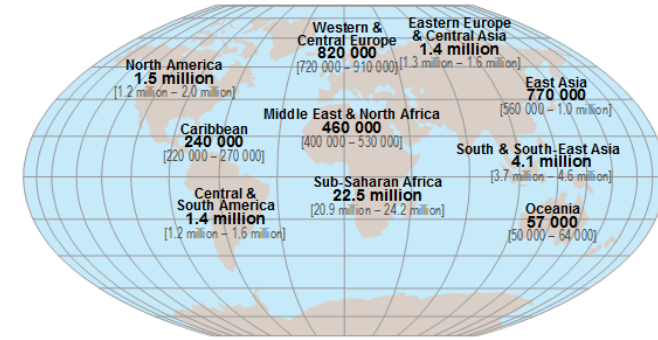 Western &
Central Europe
820 000
[720 000 – 910 000]
Eastern Europe
& Central Asia
1.4 million
[1.3 million – 1.6 million]
North America
1.5 million
[1.2 million – 2.0 million]
East Asia
770 000
[560 000 – 1.0 million]
Middle East & North Africa
460 000
[400 000 – 530 000]
Caribbean
240 000
[220 000 – 270 000]
South & South-East Asia
4.1 million
[3.7 million – 4.6 million]
Sub-Saharan Africa
22.5 million
[20.9 million – 24.2 million]
Central &
South America
1.4 million
[1.2 million – 1.6 million]
Oceania
57 000
[50 000 – 64 000]